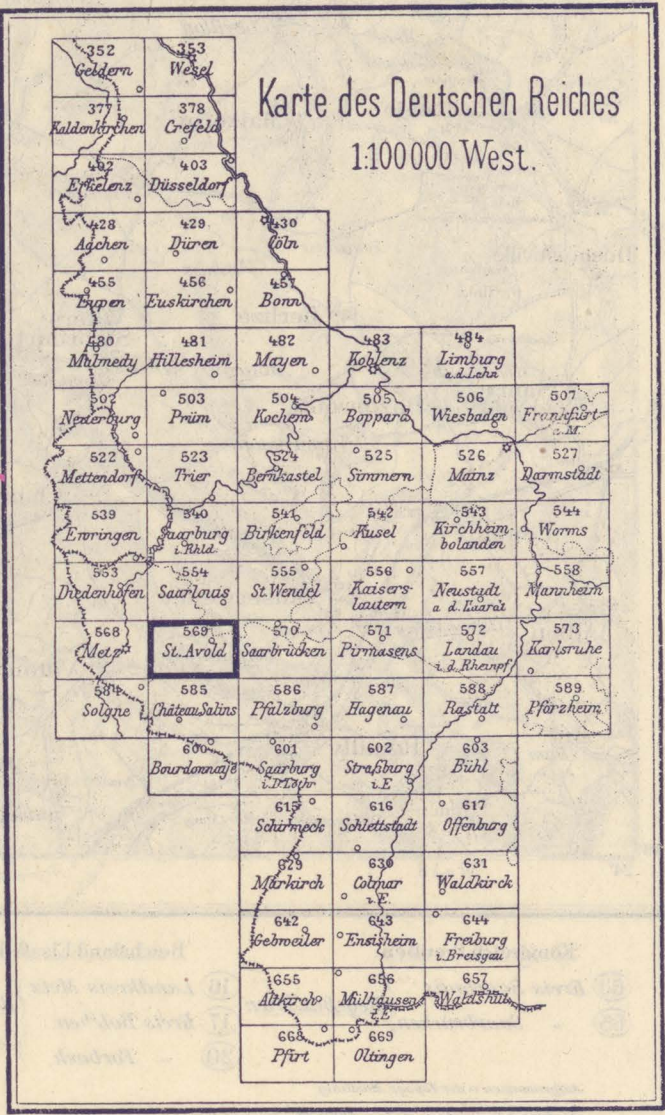 Karte des Deutschen Reiches
1:100000 West.
352 353
Geldern Wesel
377 378
Kaldenkirchen Crefeld
402 403
Erkelenz Düsseldorf
428 429 430
Aachen Düren Cöln
455 456 457
Eupen Euskirchen Bonn
480 481 482 483 484
Malmedy Hillesheim Mayen Koblenz Limburg
a.d.Lahn
502 503 504 505 506 507
Neuerburg Prüm Kochem Boppard Wiesbaden Frankfurt
a.M.
522 523 524 525 526 527
Mettendorf Trier Bernkastel Simmern Mainz Darmstadt
539 540 541 542 543 544
Ewringen Saarburg Birkenfeld Kusel Kirchheim- Worms
i.Rhld. bolanden
553 554 555 556 557 558
Diedenhofen Saarlouis St.Wendel Kaisers- Neustadt Mannheim
lautern a d.Haardt
568 569 570 571 572 573
Metz St.Avold Saarbrücken Pirmasens Landau Karlsruhe
i.d.Rheinpf.
584 585 586 587 588 589
Solgne Château Salins Pfalzburg Hagenau Rastatt Pforzheim
600 601 602 603
Bourdonnaije Saarburg Straßburg Bühl
i.D.Lothr i.E
615 616 617
Schirmeck Schlettstadt Offenburg
629 630 631
Markirch Colmar Waldkirch
i.E.
642 643 644
Gebweiler Ensisheim Freiburg
i.Breisgau
655 656 657
Altkirch Mülhausen Waldshut
i.E
668 669
Pfirt Oltingen